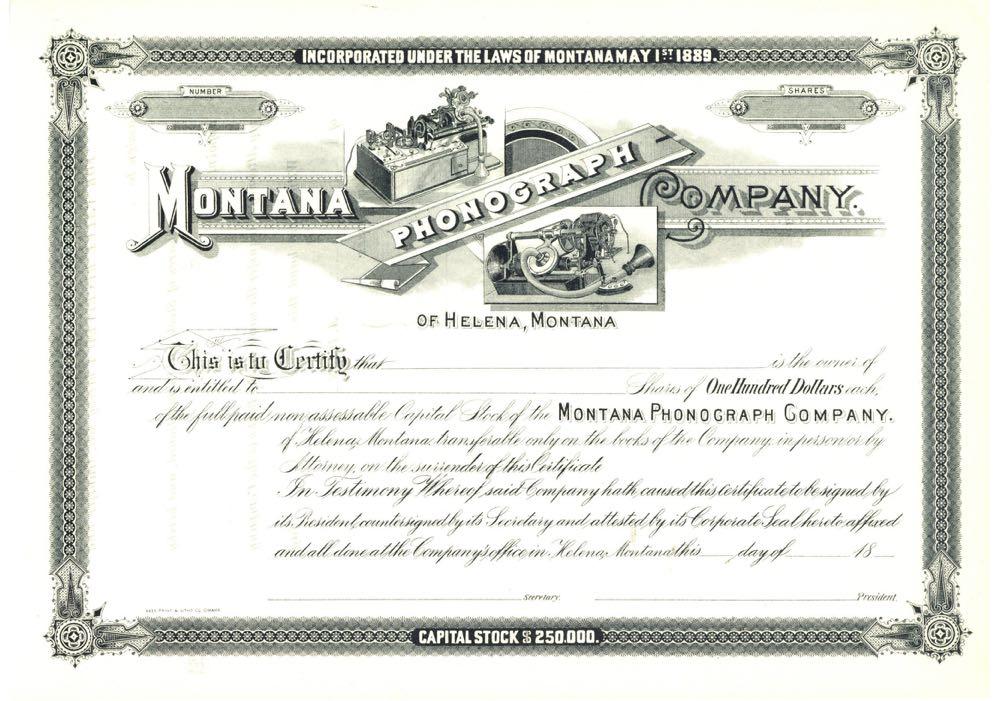 INCORPORATED UNDER THE LAWS OF MONTANA MAY 1ST 1889.
NUMBER
SHARES
MONTANA PHONOGRAPH COMPANY.
OF HELENA, MONTANA
This is to Certify that is the owner of
and is entitled to Shares of One Hundred Dollars each,
of the full paid non assessable Capital Stock of the MONTANA PHONOGRAPH COMPANY.
of Helena, Montana, transferable only on the books of the Company, in person or by
Attorney, on the surrender of this Certificate
In Testimony Whereof said Company hath caused this certificate to be signed by
its President, countersigned by its Secretary and attested by its Corporate Seal hereto affixed
and all done at the Company's office in Helena, Montana this day of 18
Secretary.
President.
PRINT & LITHO CO. OMAHA
CAPITAL STOCK $ 250.000.